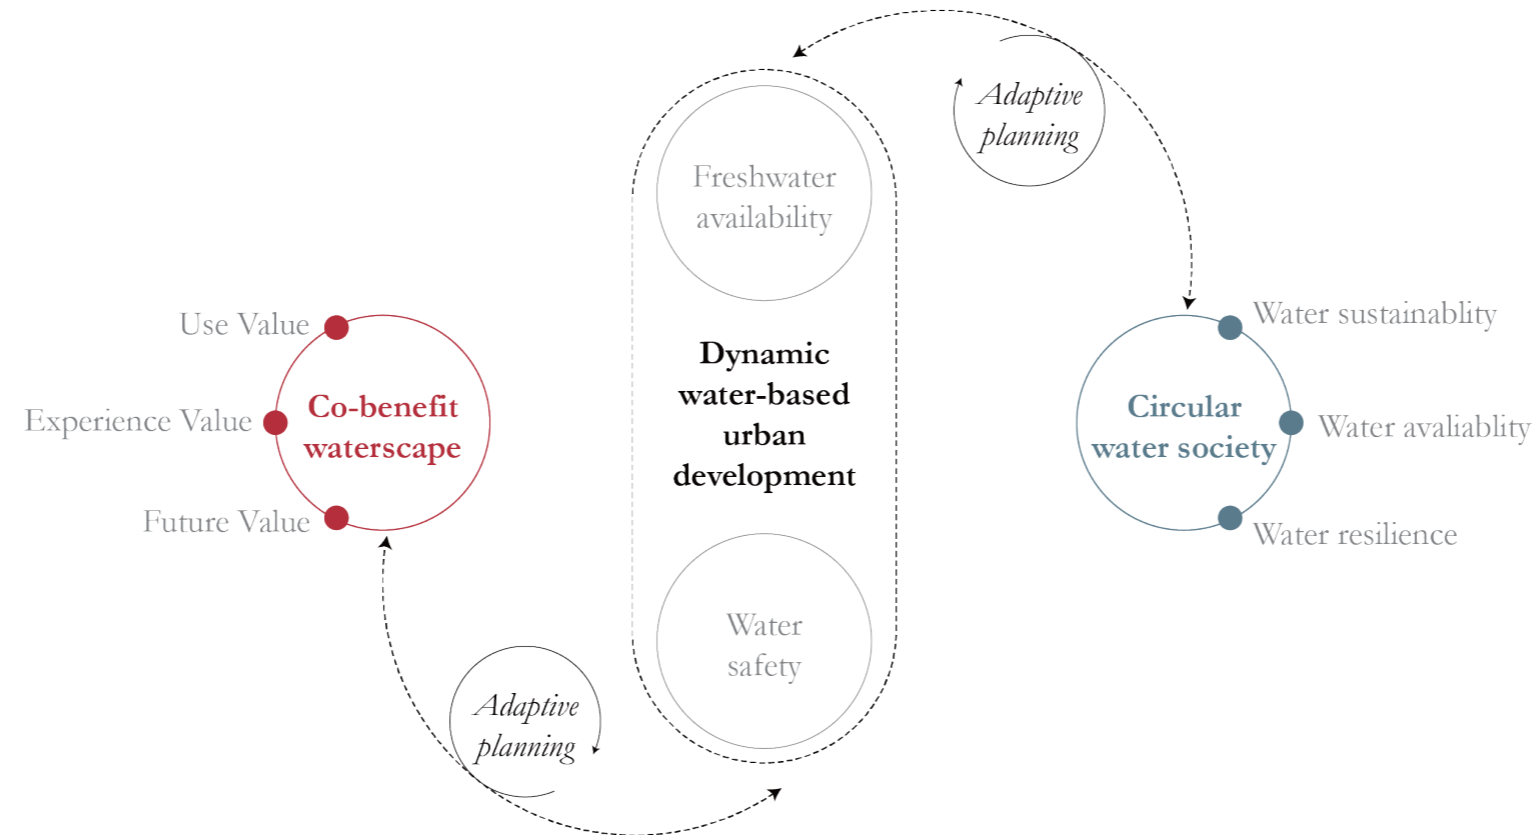 Adaptive
planning
Freshwater
availability
Use Value
Experience Value
Future Value
Co-benefit
waterscape
Dynamic
water-based
urban
development
Circular
water society
Water sustainablity
Water avaliablity
Water resilience
Water
safety
Adaptive
planning